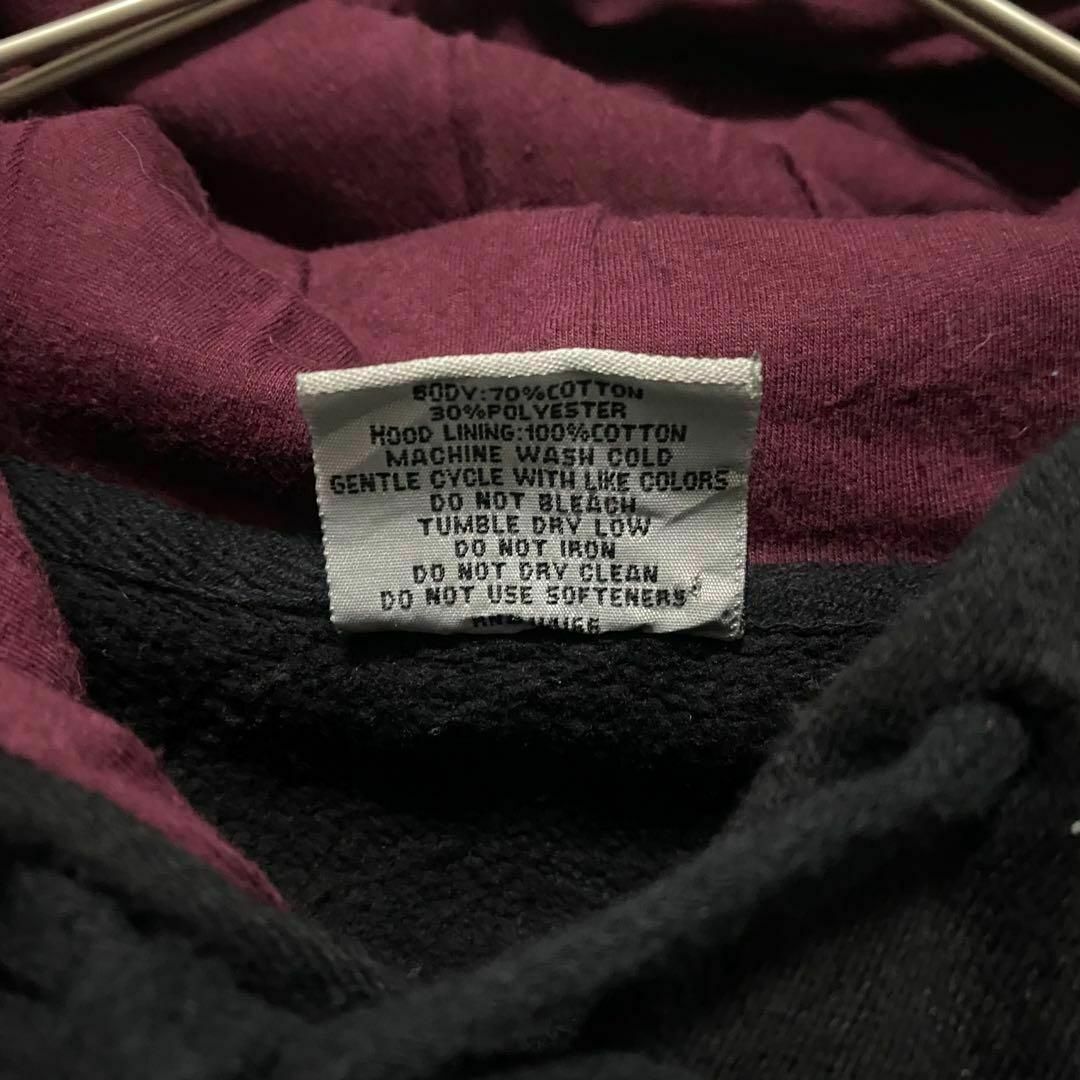 BODY:70%COTTON
30%POLYESTER
HOOD LINING:100%COTTON
MACHINE WASH COLD
GENTLE CYCLE WITH LIKE COLORS
DO NOT BLEACH
TUMBLE DRY LOW
DO NOT IRON
DO NOT DRY CLEAN
DO NOT USE SOFTENERS